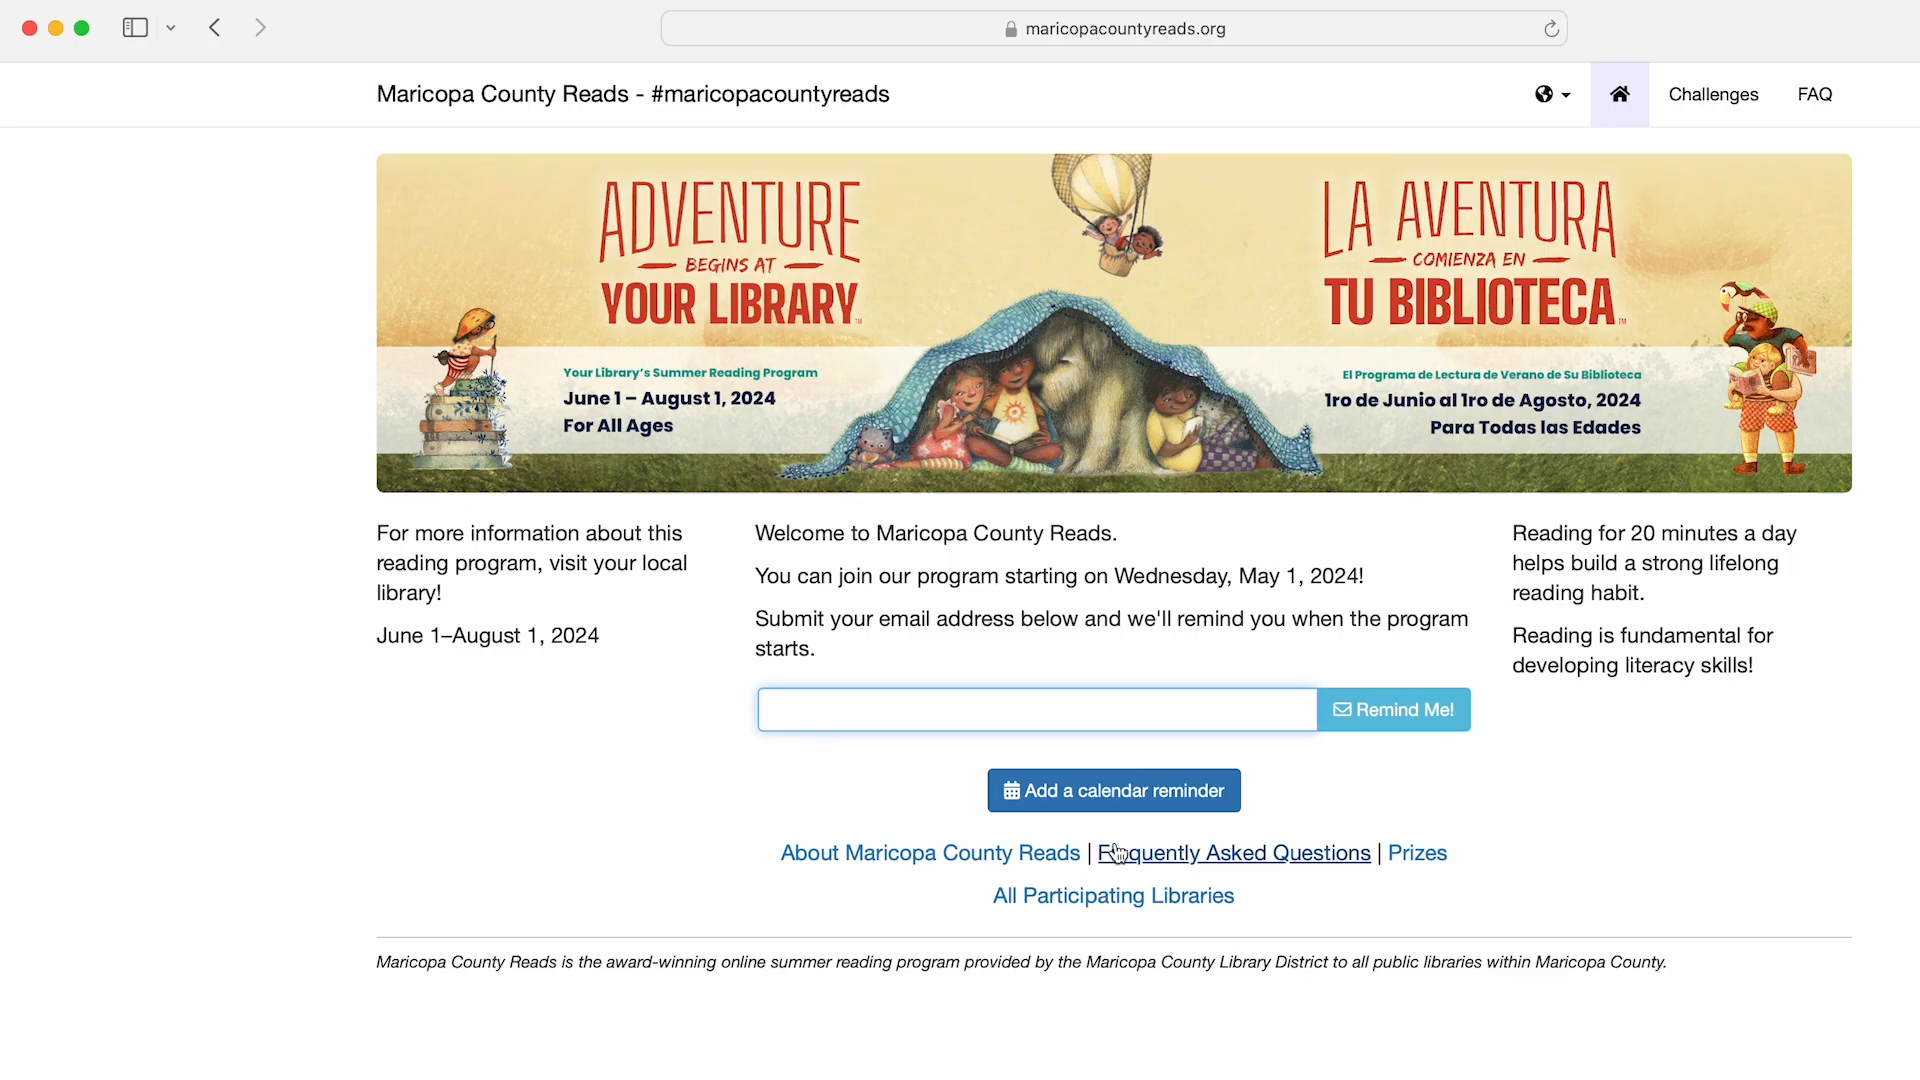 maricopacountyreads.org
Maricopa County Reads - #maricopacountyreads
Challenges
FAQ
ADVENTURE
BEGINS AT
YOUR LIBRARY™
Your Library's Summer Reading Program
June 1 – August 1, 2024
For All Ages
LA AVENTURA
COMIENZA EN
TU BIBLIOTECA™
El Programa de Lectura de Verano de Su Biblioteca
1ro de Junio al 1ro de Agosto, 2024
Para Todas las Edades
For more information about this
reading program, visit your local
library!
June 1–August 1, 2024
Welcome to Maricopa County Reads.
You can join our program starting on Wednesday, May 1, 2024!
Submit your email address below and we'll remind you when the program
starts.
Remind Me!
Add a calendar reminder
About Maricopa County Reads | Frequently Asked Questions | Prizes
All Participating Libraries
Reading for 20 minutes a day
helps build a strong lifelong
reading habit.
Reading is fundamental for
developing literacy skills!
Maricopa County Reads is the award-winning online summer reading program provided by the Maricopa County Library District to all public libraries within Maricopa County.